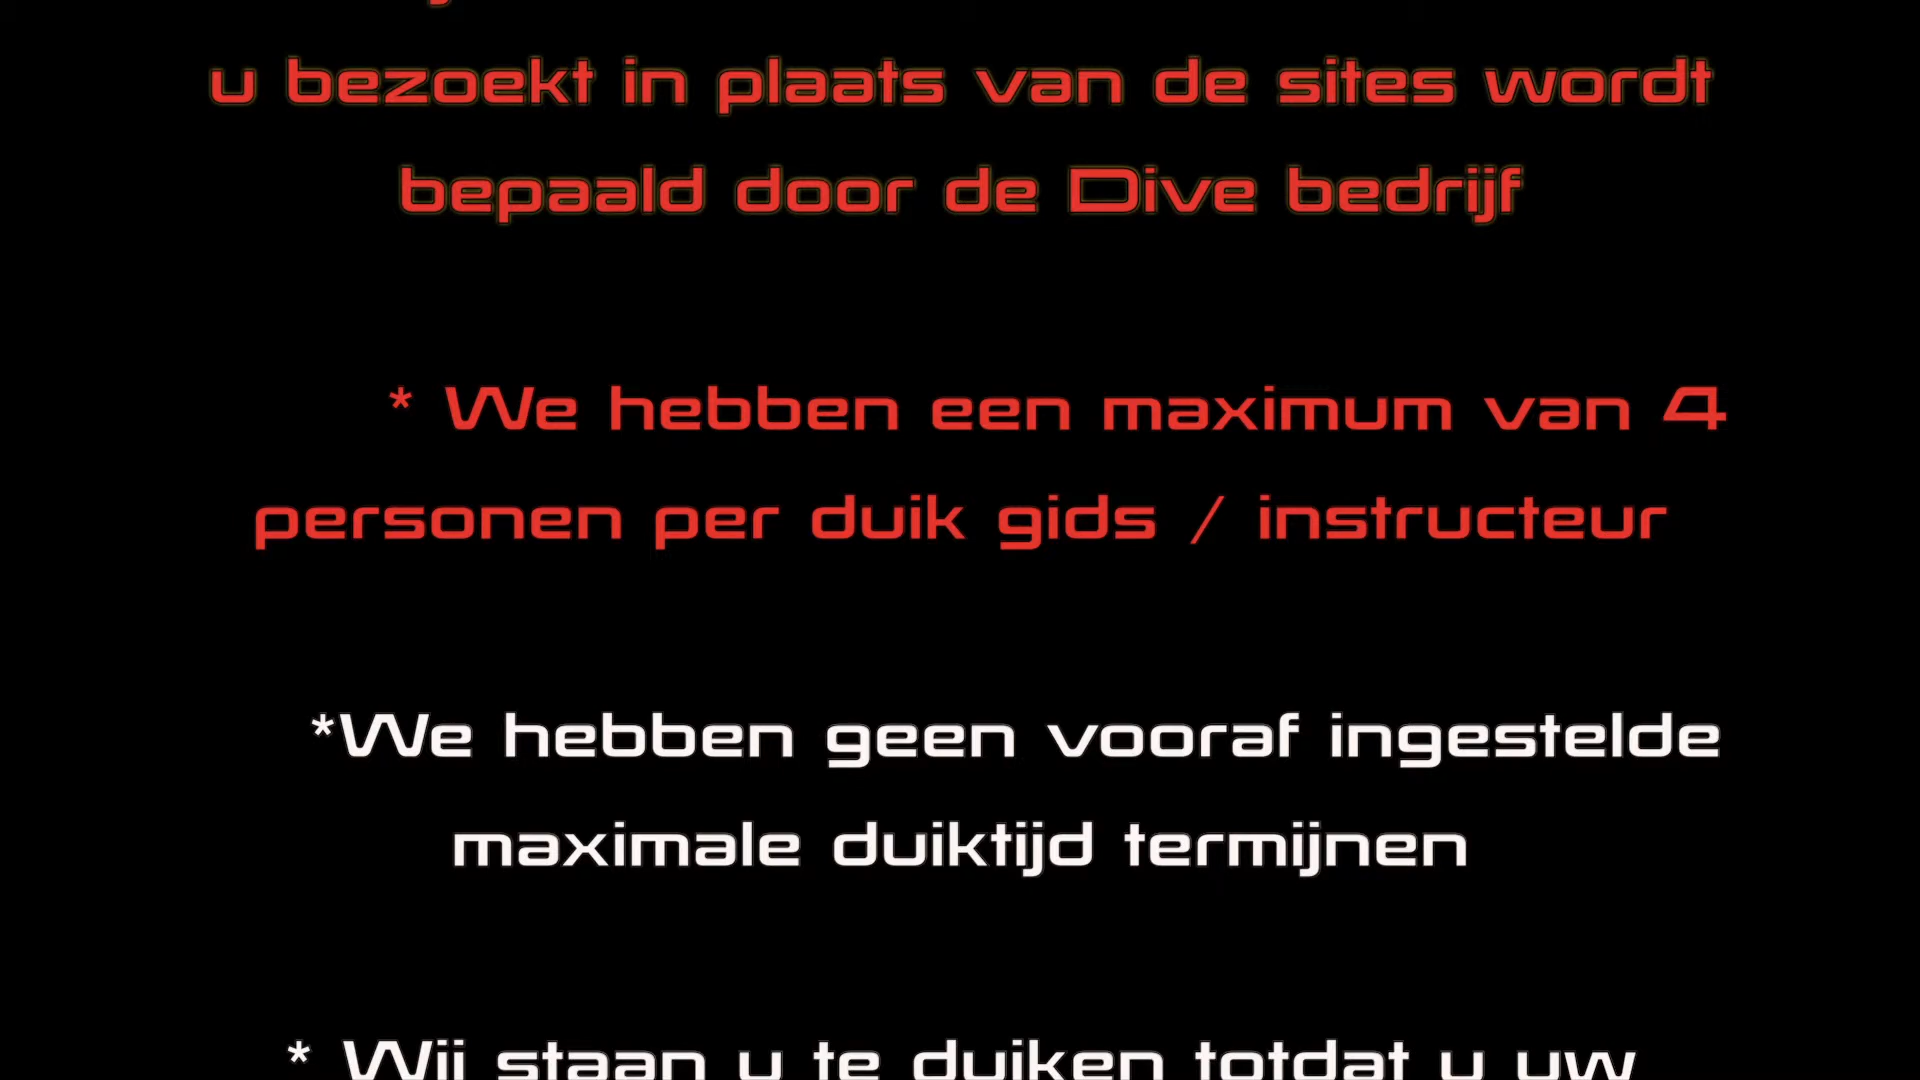 u bezoekt in plaats van de sites wordt
bepaald door de Dive bedrijf
* We hebben een maximum van 4
personen per duik gids / instructeur
*We hebben geen vooraf ingestelde
maximale duiktijd termijnen
* Wij staan u te duiken totdat u uw